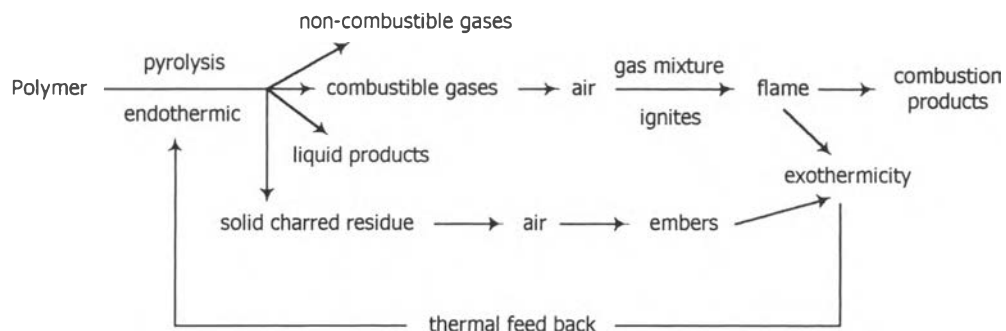 non-combustible gases
pyrolysis
gas mixture
Polymer
combustible gases
air
flame
combustion
products
endothermic
ignites
liquid products
exothermicity
solid charred residue
air
embers
thermal feed back